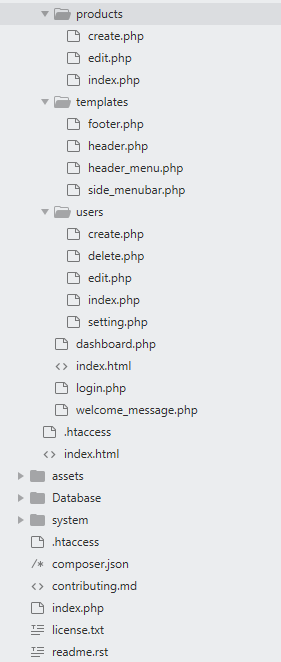 products
create.php
edit.php
index.php
templates
footer.php
header.php
header_menu.php
side_menubar.php
users
create.php
delete.php
edit.php
index.php
setting.php
dashboard.php
<> index.html
login.php
welcome_message.php
.htaccess
<> index.html
assets
Database
system
.htaccess
/* composer.json
<> contributing.md
index.php
license.txt
readme.rst